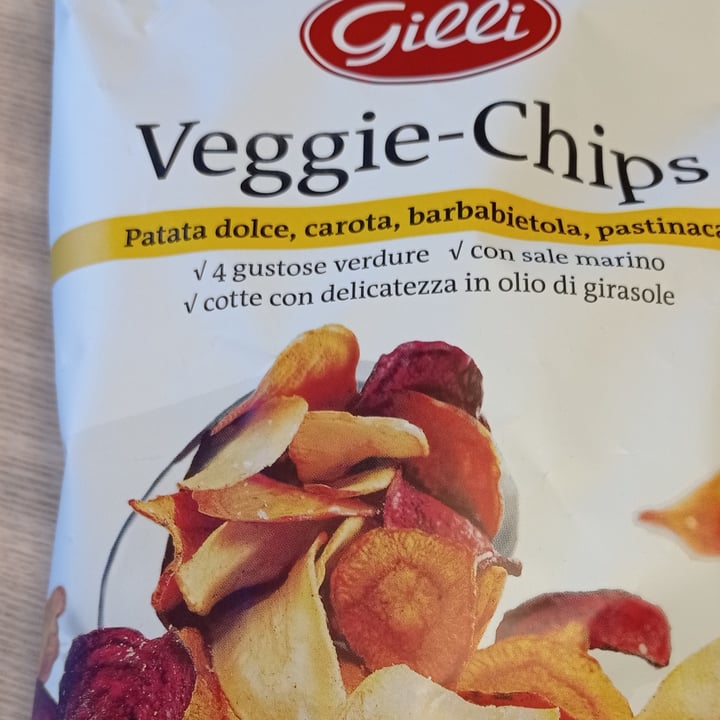 Gilli
Veggie-Chips
Patata dolce, carota, barbabietola, pastinaca
√ 4 gustose verdure √ con sale marino
√ cotte con delicatezza in olio di girasole